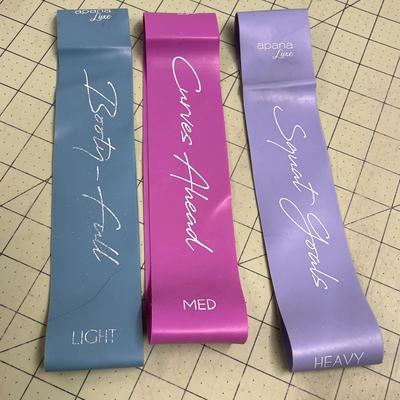 apana
Luxe
Booty-full
LIGHT
Curves Ahead
MED
apana
Luxe
Squat Goals
HEAVY